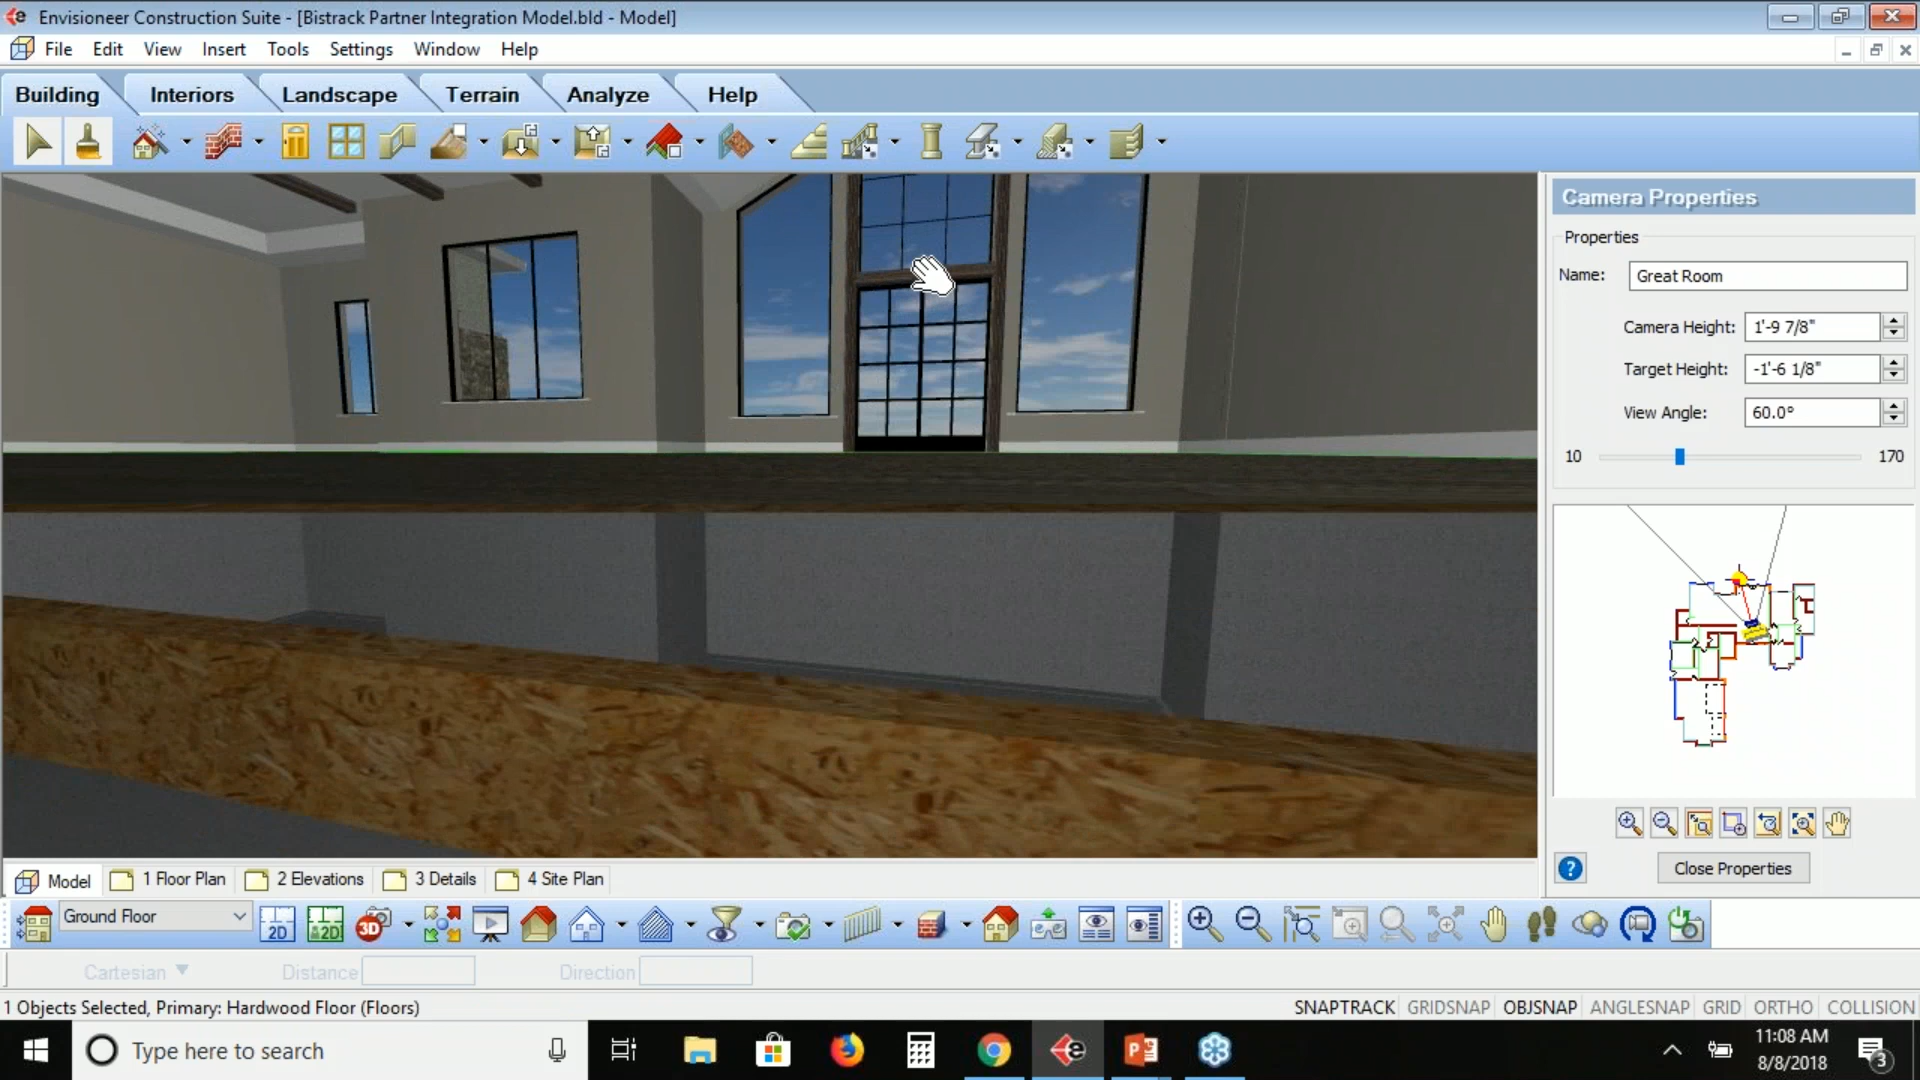 Envisioneer Construction Suite - [Bistrack Partner Integration Model.bld - Model]
File Edit View Insert Tools Settings Window Help
Building Interiors Landscape Terrain Analyze Help
Camera Properties
Properties
Name: Great Room
Camera Height: 1'-9 7/8"
Target Height: -1'-6 1/8"
View Angle: 60.0°
10 170
Close Properties
Model 1 Floor Plan 2 Elevations 3 Details 4 Site Plan
Ground Floor 2D 2D 3D
Cartesian Distance Direction
1 Objects Selected, Primary: Hardwood Floor (Floors) SNAPTRACK GRIDSNAP OBJSNAP ANGLESNAP GRID ORTHO COLLISION
Type here to search
11:08 AM
8/8/2018
3